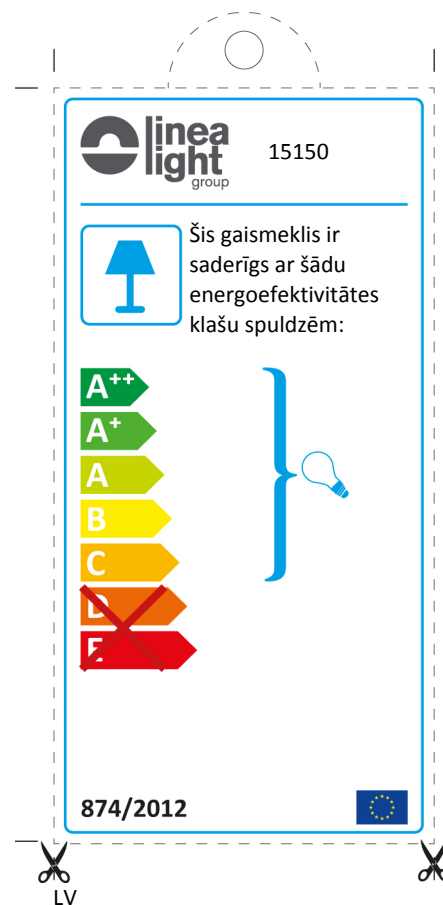 linea
light
group
15150
Šis gaismeklis ir
saderīgs ar šādu
energoefektivitātes
klašu spuldzēm:
A++
A+
A
B
C
D
E
874/2012
LV